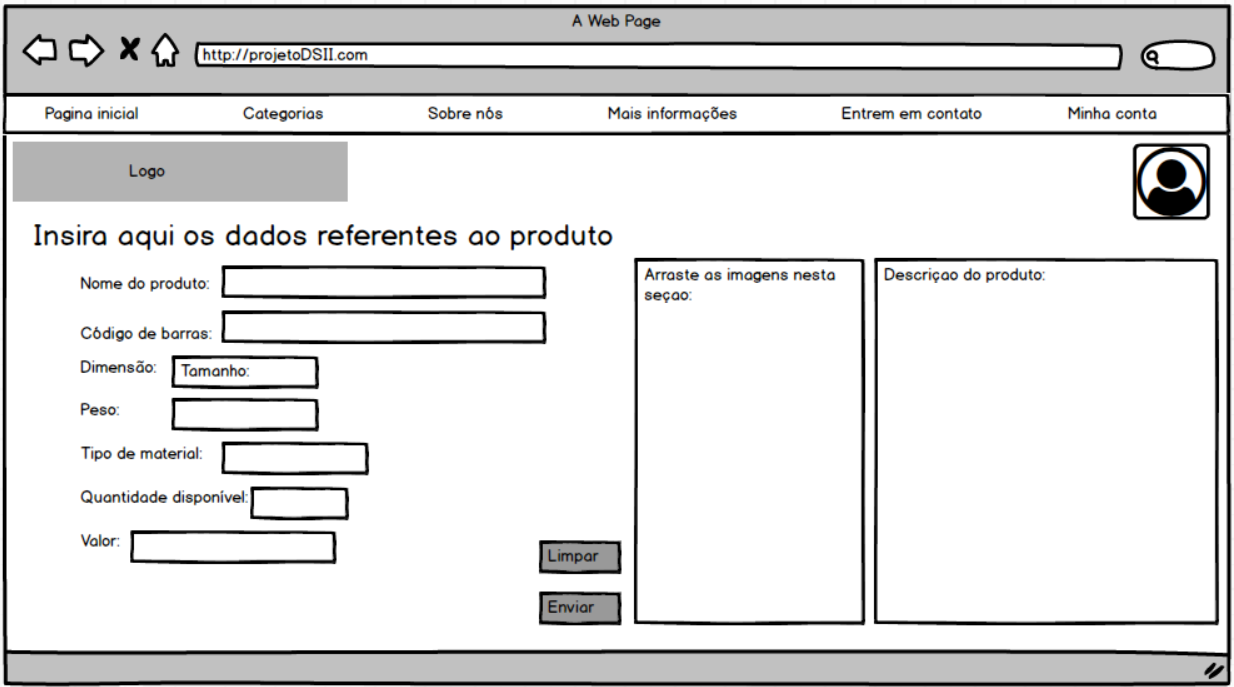 A Web Page
http://projetoDSII.com
Pagina inicial
Categorias
Sobre nós
Mais informações
Entrem em contato
Minha conta
Logo
Insira aqui os dados referentes ao produto
Nome do produto:
Código de barras:
Dimensão:
Tamanho:
Peso:
Tipo de material:
Quantidade disponível:
Valor:
Limpar
Enviar
Arraste as imagens nesta
seçao:
Descriçao do produto: